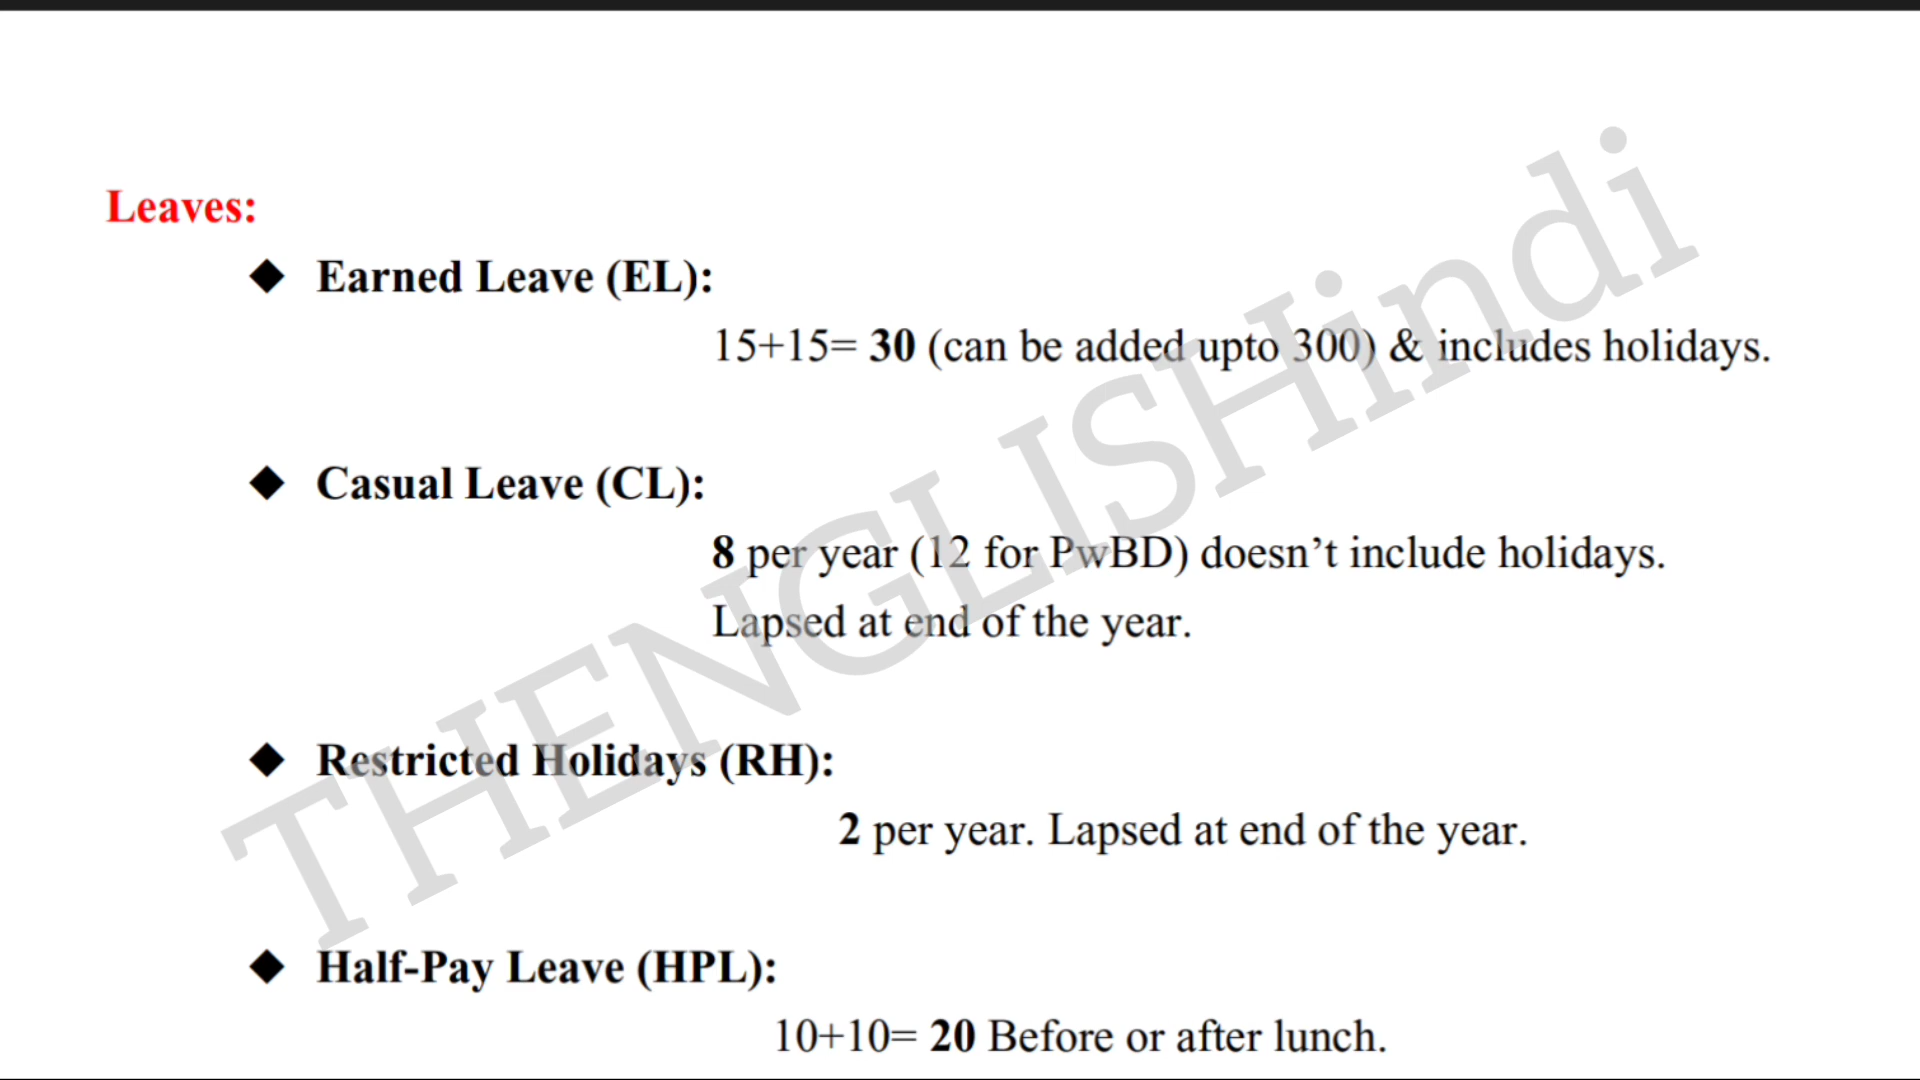 Leaves:
◆ Earned Leave (EL):
15+15= 30 (can be added upto 300) & includes holidays.
◆ Casual Leave (CL):
8 per year (12 for PwBD) doesn’t include holidays.
Lapsed at end of the year.
◆ Restricted Holidays (RH):
2 per year. Lapsed at end of the year.
◆ Half-Pay Leave (HPL):
10+10= 20 Before or after lunch.
THENGLISHindi